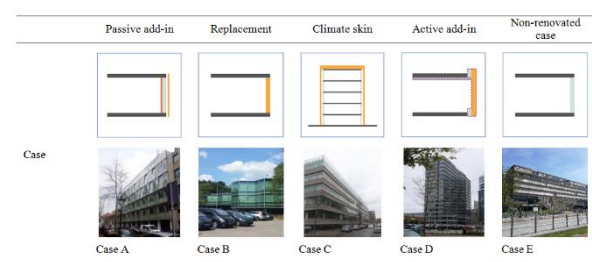 Passive add-in Replacement Climate skin Active add-in Non-renovated case
Case
Case A Case B Case C Case D Case E